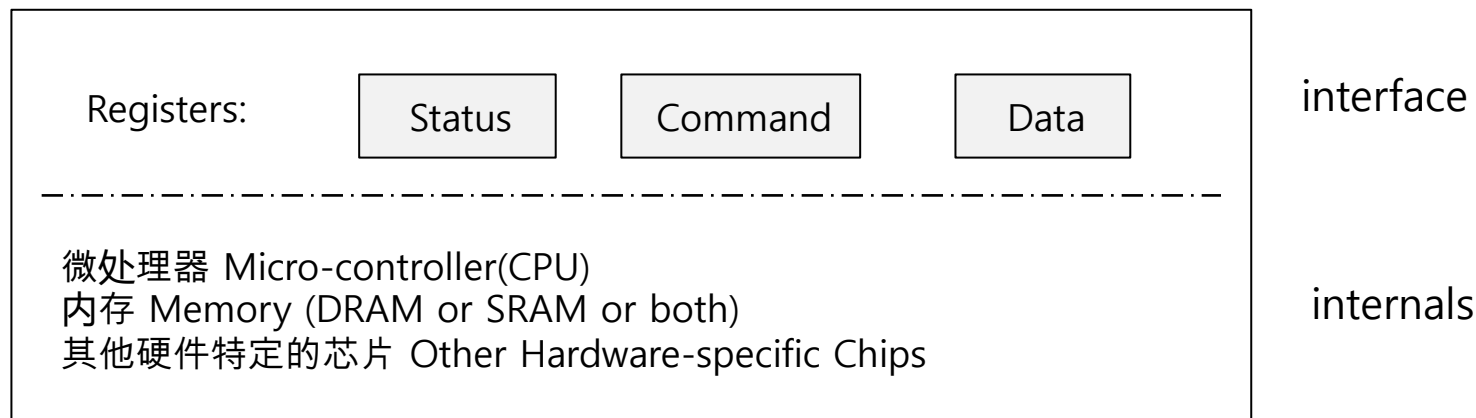 Registers:
Status
Command
Data
interface
微处理器 Micro-controller(CPU)
内存 Memory (DRAM or SRAM or both)
其他硬件特定的芯片 Other Hardware-specific Chips
internals